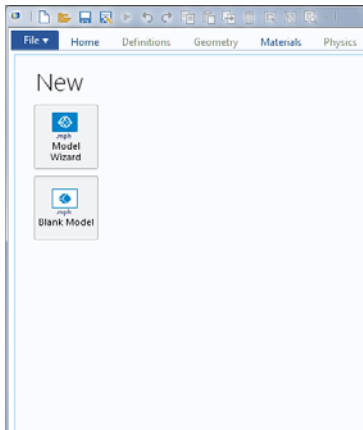 File Home Definitions Geometry Materials Physics
New
.mph
Model
Wizard
.mph
Blank Model